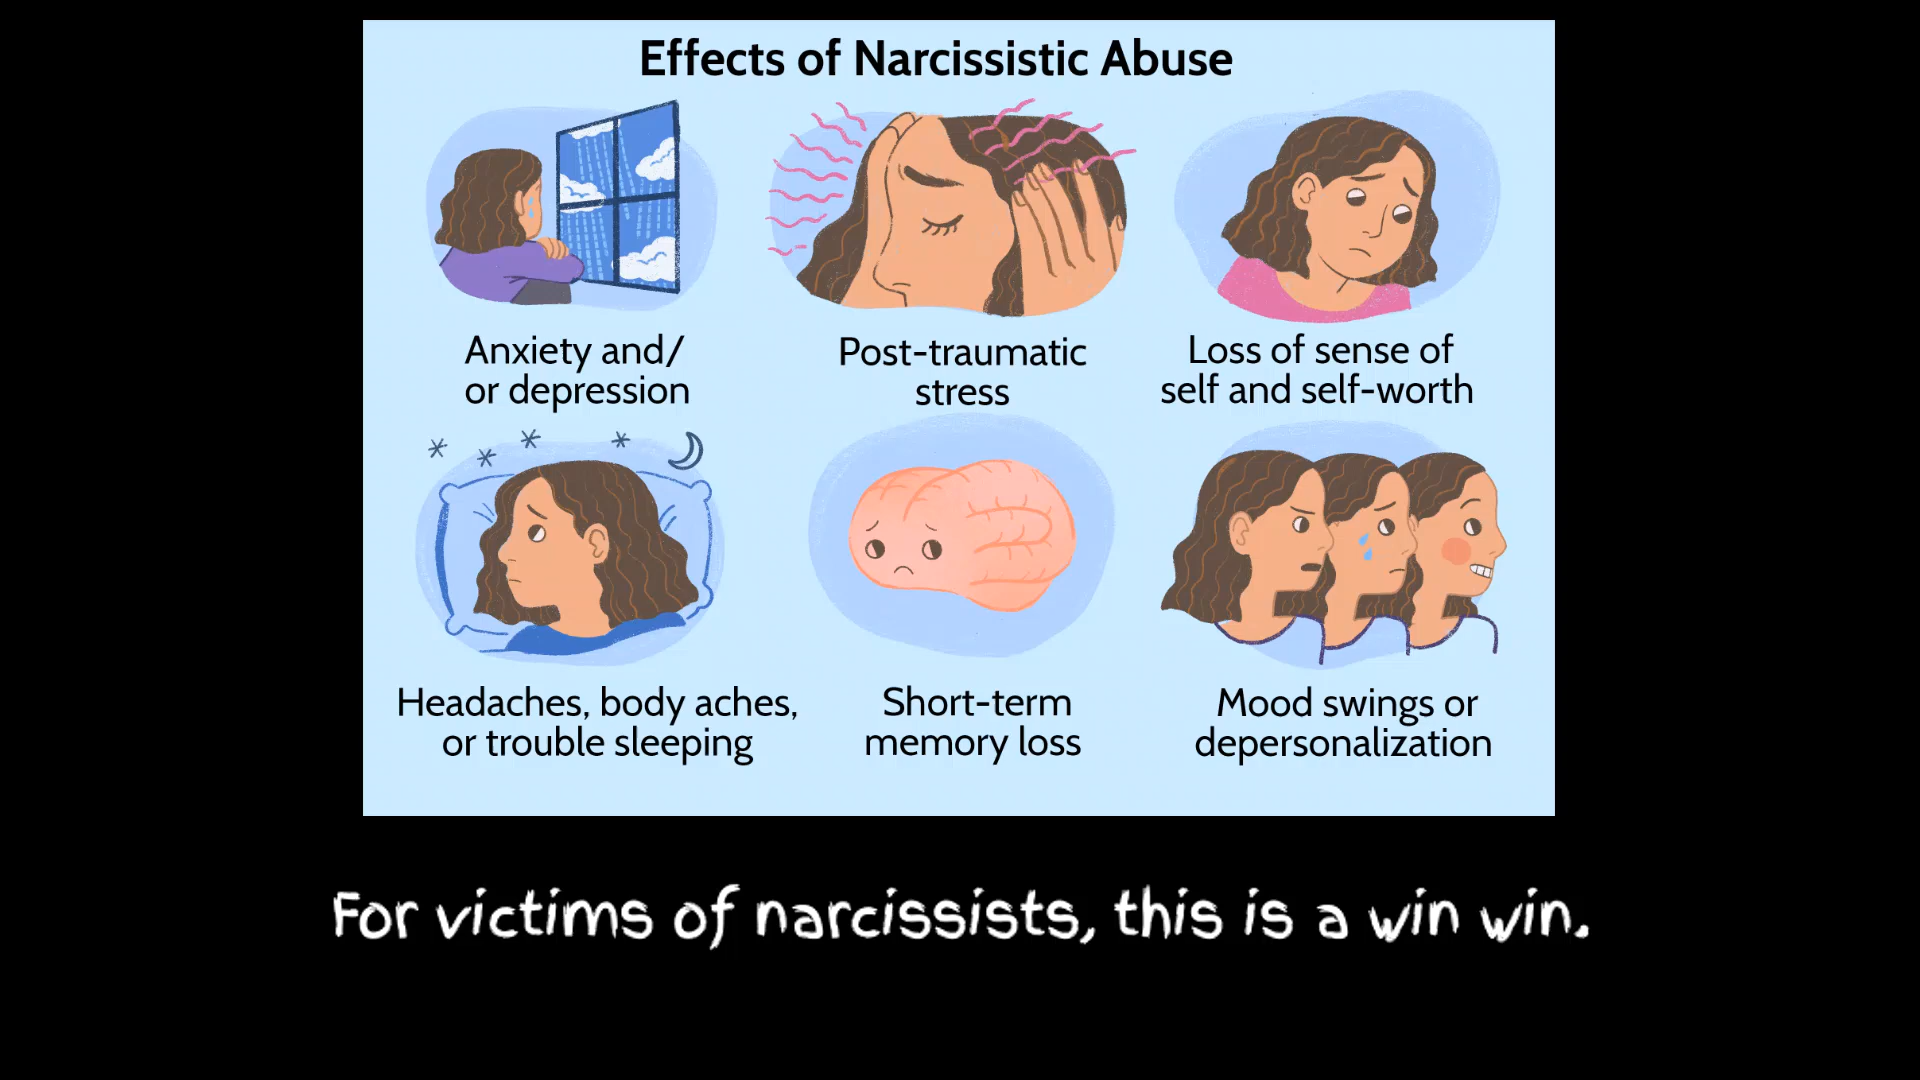 Effects of Narcissistic Abuse
Anxiety and/
or depression
Post-traumatic
stress
Loss of sense of
self and self-worth
Headaches, body aches,
or trouble sleeping
Short-term
memory loss
Mood swings or
depersonalization
For victims of narcissists, this is a win win.